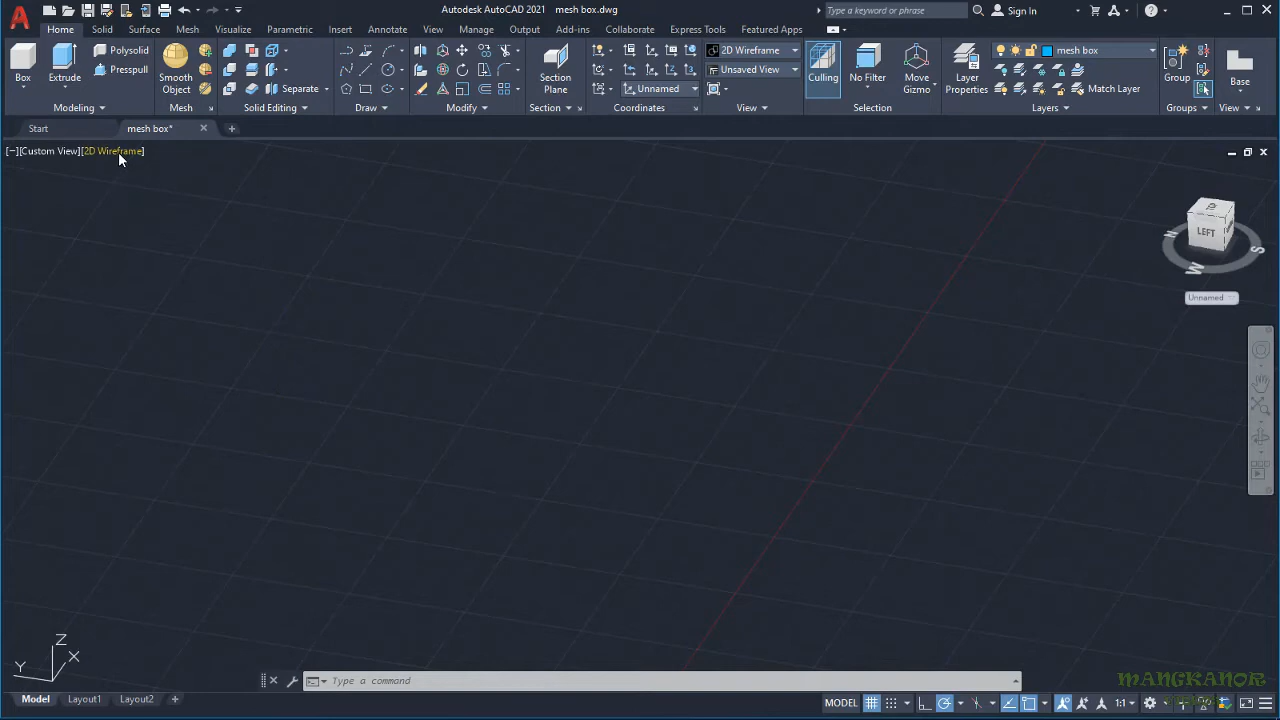 Autodesk AutoCAD 2021 mesh box.dwg
Type a keyword or phrase
Sign In
Home Solid Surface Mesh Visualize Parametric Insert Annotate View Manage Output Add-ins Collaborate Express Tools Featured Apps
Box
Extrude
Polysolid
Presspull
Smooth
Object
Separate
Section
Plane
Unnamed
2D Wireframe
Unsaved View
Culling
No Filter
Move
Gizmo
Layer
Properties
mesh box
Match Layer
Group
Base
Modeling Mesh Solid Editing Draw Modify Section Coordinates View Selection Layers Groups
Start
mesh box*
[−][Custom View][2D Wireframe]
LEFT
N
S
W
Unnamed
Z
X
Y
Type a command
Model Layout1 Layout2
MODEL
1:1
MANGKANOR